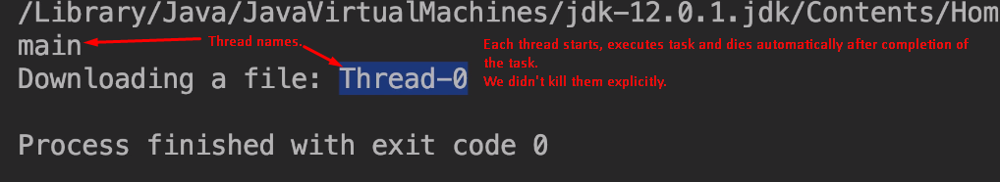 /Library/Java/JavaVirtualMachines/jdk-12.0.1.jdk/Contents/Hom
main
Thread names.
Each thread starts, executes task and dies automatically after completion of
the task.
We didn't kill them explicitly.
Downloading a file: Thread-0
Process finished with exit code 0